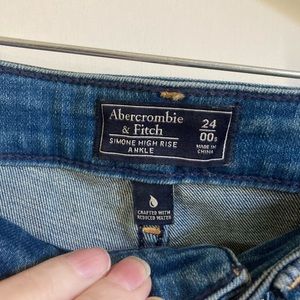 Abercrombie
& Fitch
SIMONE HIGH RISE
ANKLE
24
00S
MADE IN
CHINA
CRAFTED WITH
REDUCED WATER